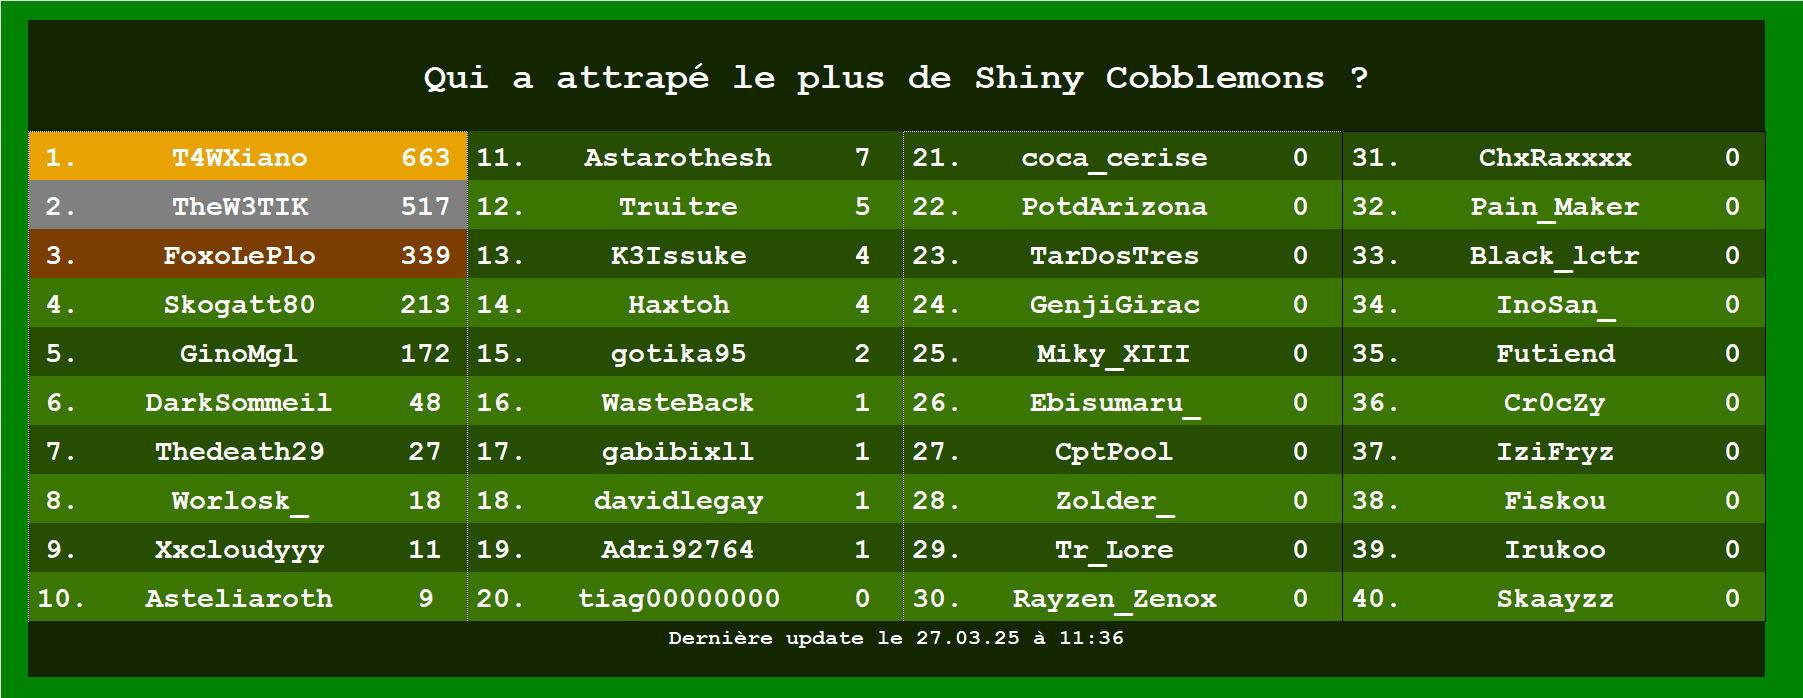 Qui a attrapé le plus de Shiny Cobblemons ?
1. T4WXiano 663
2. TheW3TIK 517
3. FoxoLePlo 339
4. Skogatt80 213
5. GinoMgl 172
6. DarkSommeil 48
7. Thedeath29 27
8. Worlosk_ 18
9. Xxcloudyyy 11
10. Asteliaroth 9
11. Astarothesh 7
12. Truitre 5
13. K3Issuke 4
14. Haxtoh 4
15. gotika95 2
16. WasteBack 1
17. gabibixll 1
18. davidlegay 1
19. Adri92764 1
20. tiag00000000 0
21. coca_cerise 0
22. PotdArizona 0
23. TarDosTres 0
24. GenjiGirac 0
25. Miky_XIII 0
26. Ebisumaru_ 0
27. CptPool 0
28. Zolder_ 0
29. Tr_Lore 0
30. Rayzen_Zenox 0
31. ChxRaxxxx 0
32. Pain_Maker 0
33. Black_lctr 0
34. InoSan_ 0
35. Futiend 0
36. Cr0cZy 0
37. IziFryz 0
38. Fiskou 0
39. Irukoo 0
40. Skaayzz 0
Dernière update le 27.03.25 à 11:36